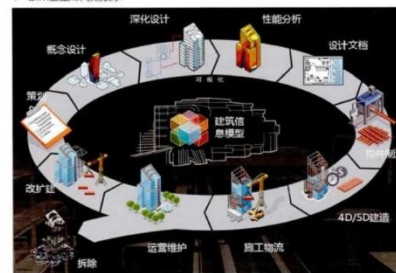 深化设计
性能分析
概念设计
设计文档
可视化
策划
建筑信
息模型
改扩建
4D/5D建造
运营维护
施工物流
拆除